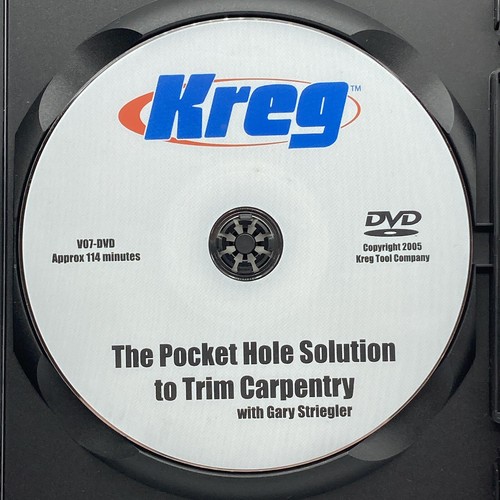 Kreg™
V07-DVD
Approx 114 minutes
DVD
Copyright 2005
Kreg Tool Company
The Pocket Hole Solution
to Trim Carpentry
with Gary Striegler